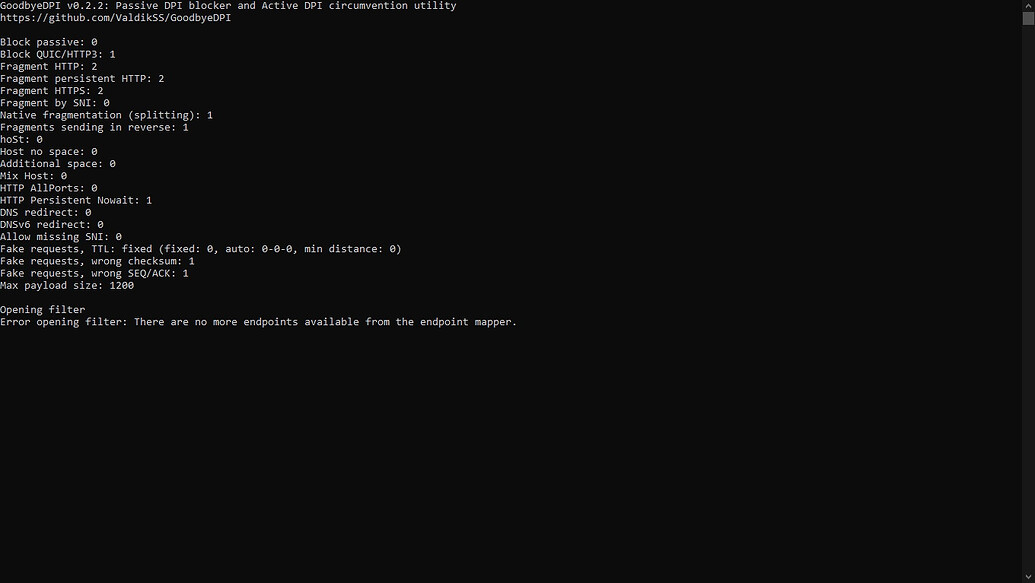 GoodbyeDPI v0.2.2: Passive DPI blocker and Active DPI circumvention utility
https://github.com/ValdikSS/GoodbyeDPI
Block passive: 0
Block QUIC/HTTP3: 1
Fragment HTTP: 2
Fragment persistent HTTP: 2
Fragment HTTPS: 2
Fragment by SNI: 0
Native fragmentation (splitting): 1
Fragments sending in reverse: 1
hoSt: 0
Host no space: 0
Additional space: 0
Mix Host: 0
HTTP AllPorts: 0
HTTP Persistent Nowait: 1
DNS redirect: 0
DNSv6 redirect: 0
Allow missing SNI: 0
Fake requests, TTL: fixed (fixed: 0, auto: 0-0-0, min distance: 0)
Fake requests, wrong checksum: 1
Fake requests, wrong SEQ/ACK: 1
Max payload size: 1200
Opening filter
Error opening filter: There are no more endpoints available from the endpoint mapper.